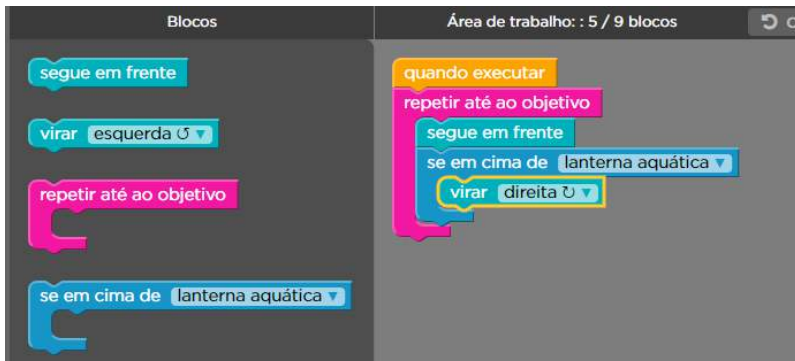 Blocos
Área de trabalho: : 5 / 9 blocos
segue em frente
virar esquerda ↺ ▼
repetir até ao objetivo
se em cima de lanterna aquática ▼
quando executar
repetir até ao objetivo
segue em frente
se em cima de lanterna aquática ▼
virar direita ↻ ▼